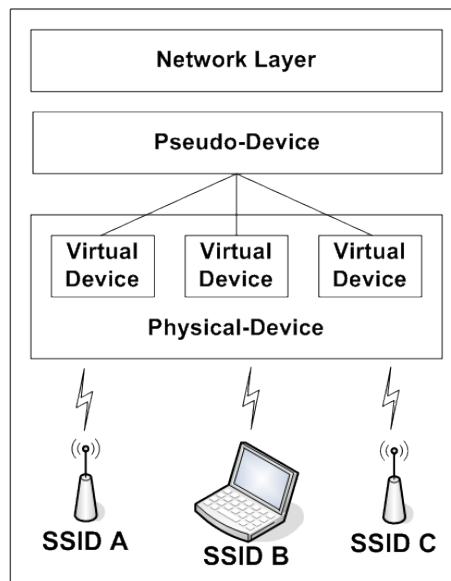 Network Layer
Pseudo-Device
Virtual Device
Virtual Device
Virtual Device
Physical-Device
SSID A
SSID B
SSID C